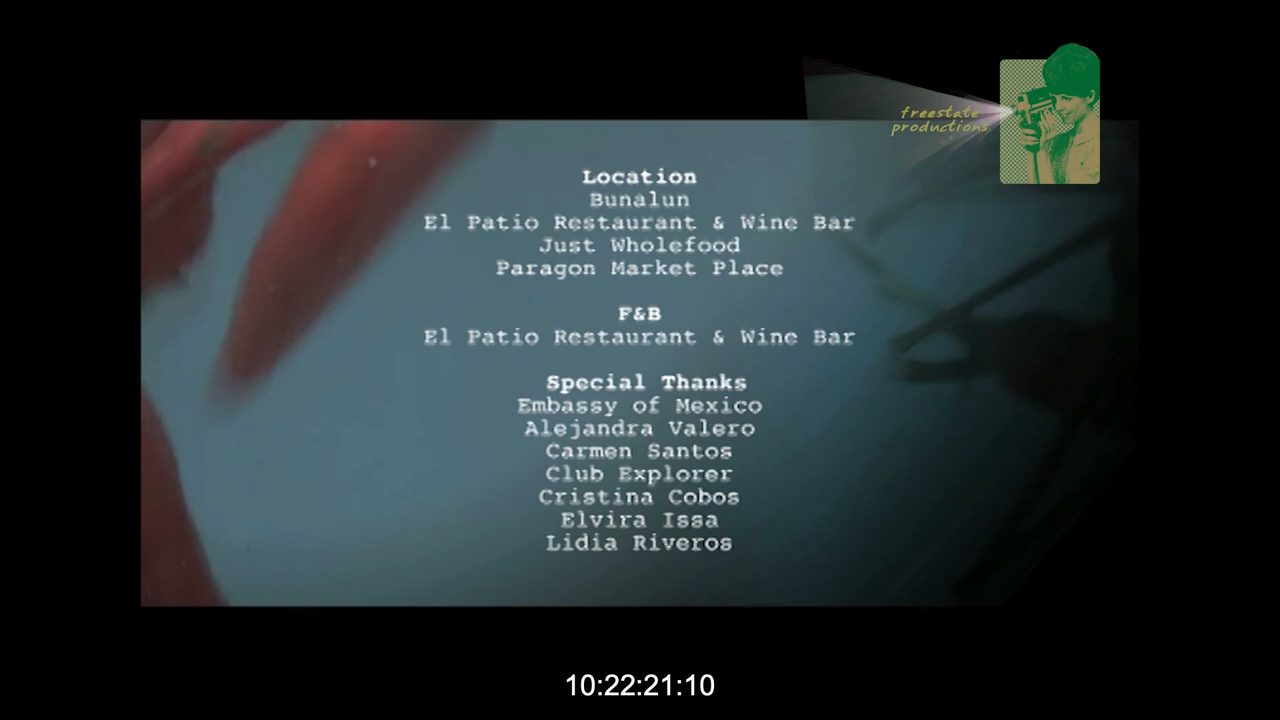 freestate
productions
Location
Bunalun
El Patio Restaurant & Wine Bar
Just Wholefood
Paragon Market Place
F&B
El Patio Restaurant & Wine Bar
Special Thanks
Embassy of Mexico
Alejandra Valero
Carmen Santos
Club Explorer
Cristina Cobos
Elvira Issa
Lidia Riveros
10:22:21:10